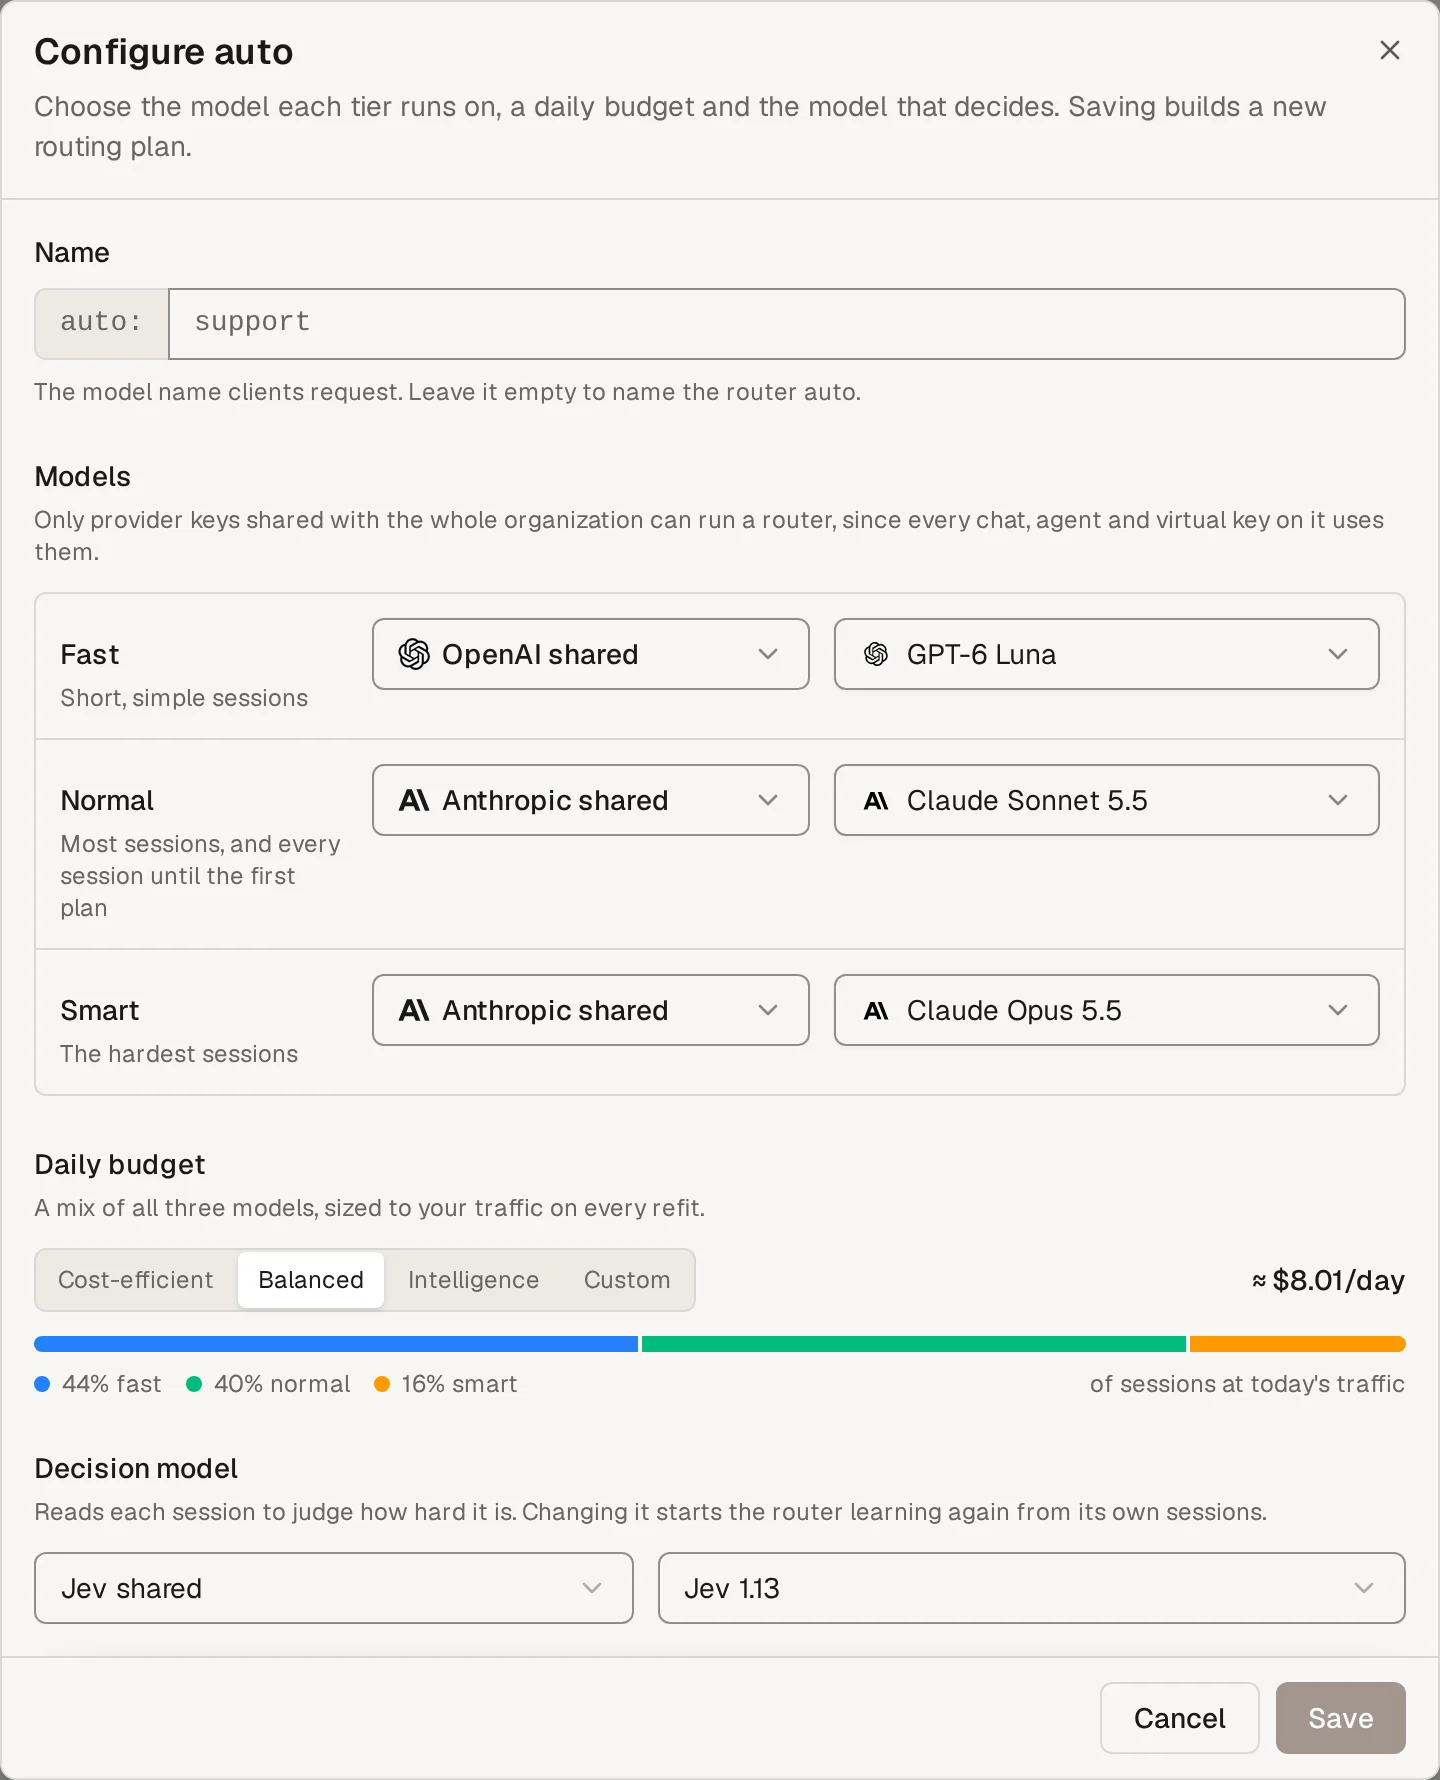 Configure auto
Choose the model each tier runs on, a daily budget and the model that decides. Saving builds a new
routing plan.
Name
auto: support
The model name clients request. Leave it empty to name the router auto.
Models
Only provider keys shared with the whole organization can run a router, since every chat, agent and virtual key on it uses
them.
Fast OpenAI shared GPT-6 Luna
Short, simple sessions
Normal Anthropic shared Claude Sonnet 5.5
Most sessions, and every
session until the first
plan
Smart Anthropic shared Claude Opus 5.5
The hardest sessions
Daily budget
A mix of all three models, sized to your traffic on every refit.
Cost-efficient Balanced Intelligence Custom ≈ $8.01/day
44% fast 40% normal 16% smart of sessions at today's traffic
Decision model
Reads each session to judge how hard it is. Changing it starts the router learning again from its own sessions.
Jev shared Jev 1.13
Cancel Save